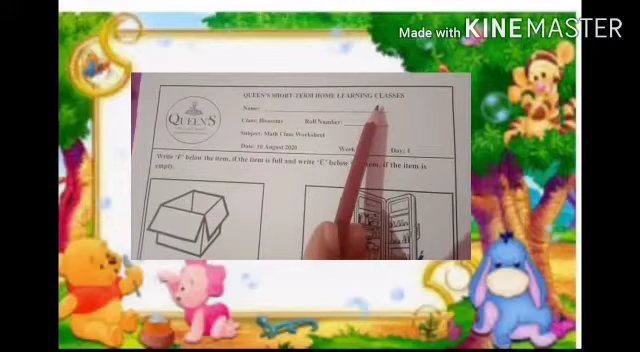 Made with KINEMASTER
QUEEN'S SHORT TERM HOME LEARNING CLASSES
Name:
QUEEN'S
Class: Blossoms Roll Number:
Subject: Math Class Worksheet
Date: 10 August 2020 Week Day: 1
Write 'F' below the item, if the item is full and write 'E' below item, if the item is
empty.